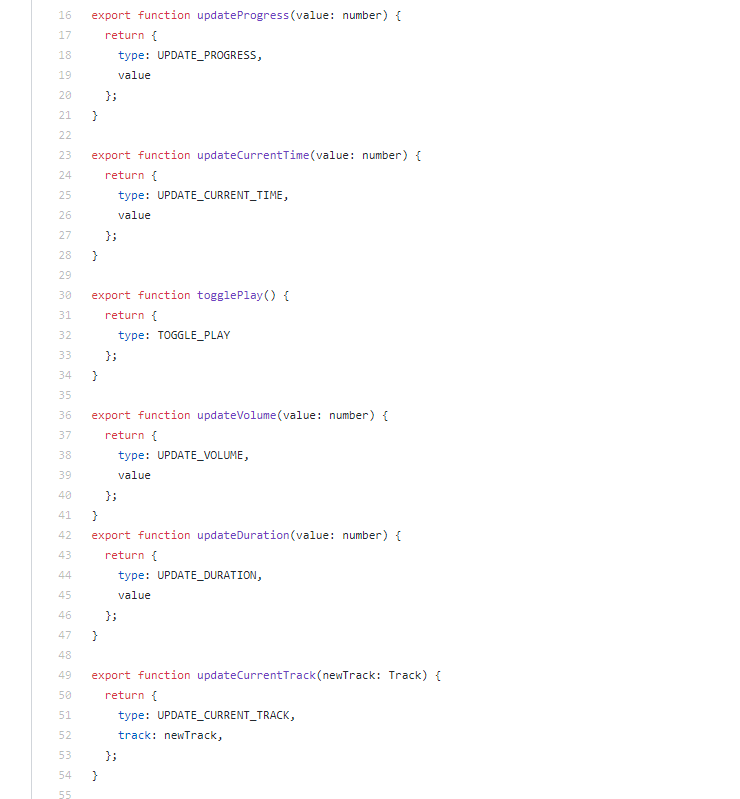 16 export function updateProgress(value: number) {
17 return {
18 type: UPDATE_PROGRESS,
19 value
20 };
21 }
22
23 export function updateCurrentTime(value: number) {
24 return {
25 type: UPDATE_CURRENT_TIME,
26 value
27 };
28 }
29
30 export function togglePlay() {
31 return {
32 type: TOGGLE_PLAY
33 };
34 }
35
36 export function updateVolume(value: number) {
37 return {
38 type: UPDATE_VOLUME,
39 value
40 };
41 }
42 export function updateDuration(value: number) {
43 return {
44 type: UPDATE_DURATION,
45 value
46 };
47 }
48
49 export function updateCurrentTrack(newTrack: Track) {
50 return {
51 type: UPDATE_CURRENT_TRACK,
52 track: newTrack,
53 };
54 }
55